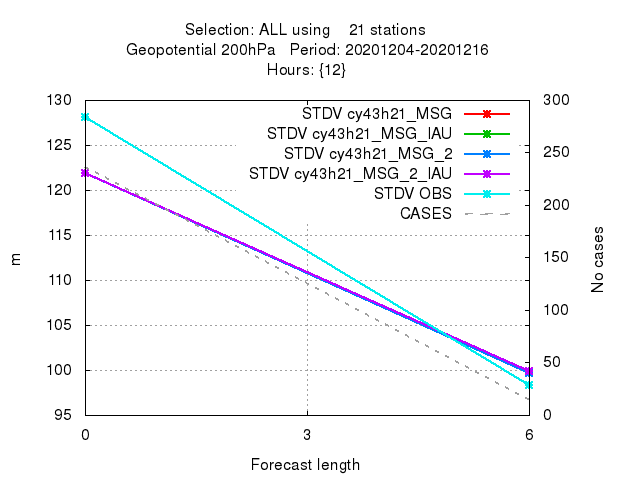 Selection: ALL using    21 stations
Geopotential 200hPa   Period: 20201204-20201216
Hours: {12}
130
125
120
115
110
105
100
95
300
250
200
150
100
50
0
STDV cy43h21_MSG
STDV cy43h21_MSG_IAU
STDV cy43h21_MSG_2
STDV cy43h21_MSG_2_IAU
STDV OBS
CASES
m
No cases
0 3 6
Forecast length